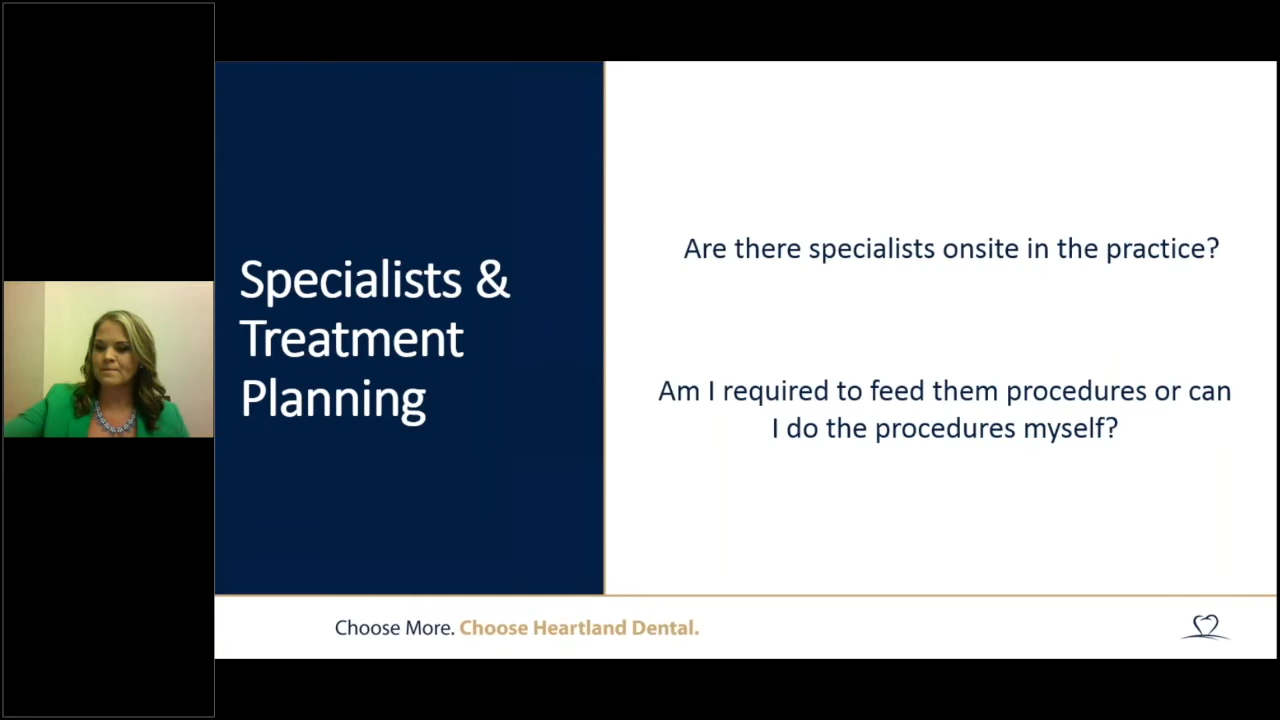 Specialists &
Treatment
Planning
Are there specialists onsite in the practice?
Am I required to feed them procedures or can
I do the procedures myself?
Choose More. Choose Heartland Dental.